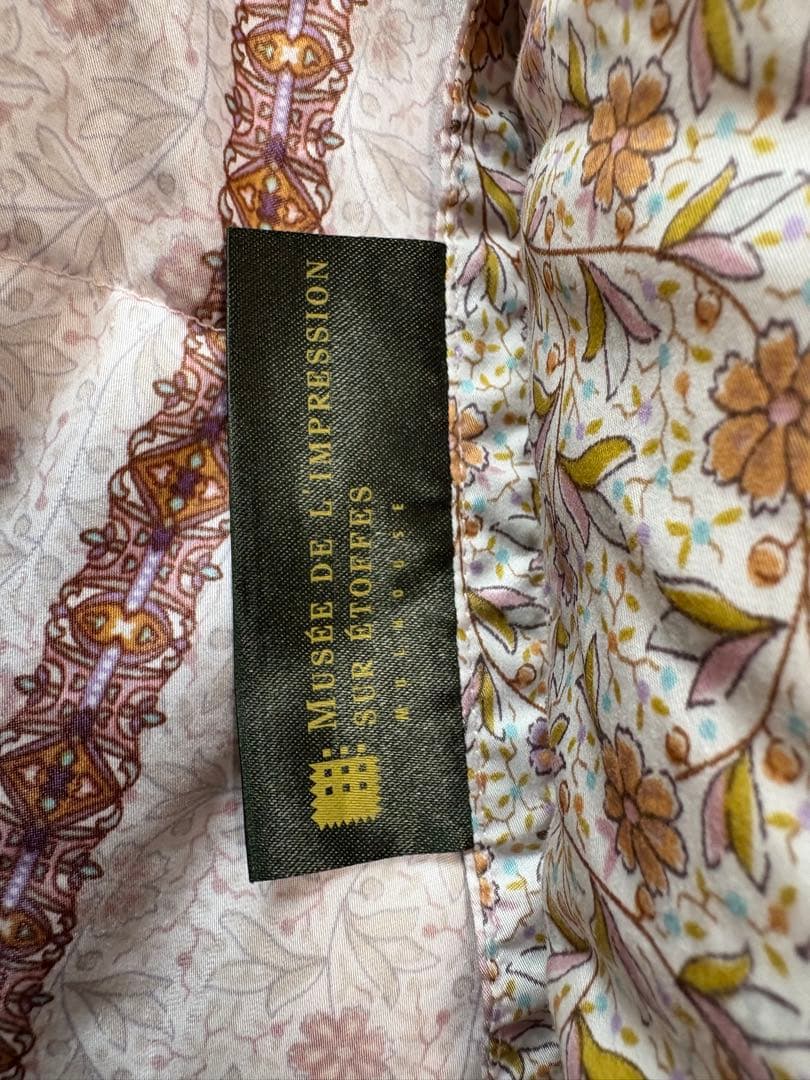 MUSÉE DE L'IMPRESSION
SUR ÉTOFFES
MULHOUSE